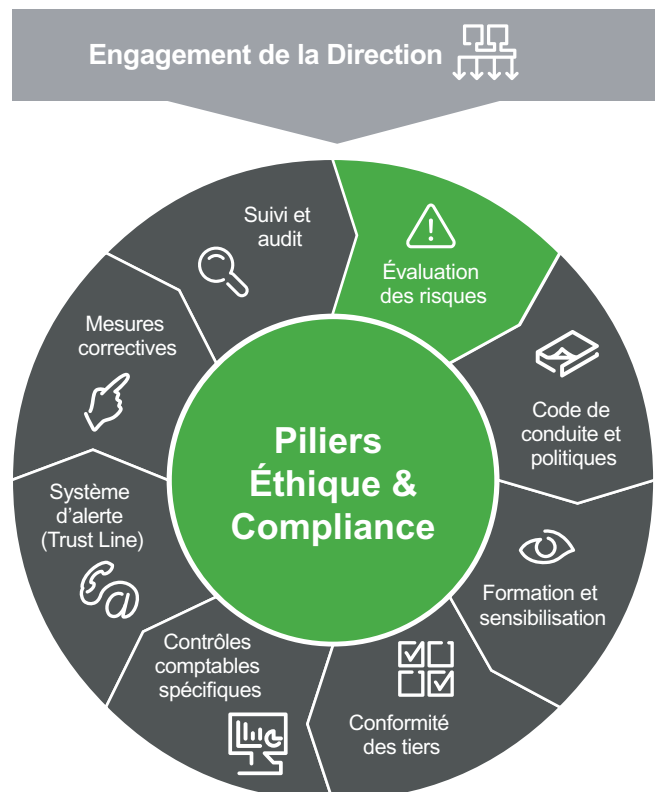 Engagement de la Direction
Suivi et
audit
Évaluation
des risques
Code de
conduite et
politiques
Formation et
sensibilisation
Conformité
des tiers
Contrôles
comptables
spécifiques
Système
d'alerte
(Trust Line)
Mesures
correctives
Piliers
Éthique &
Compliance